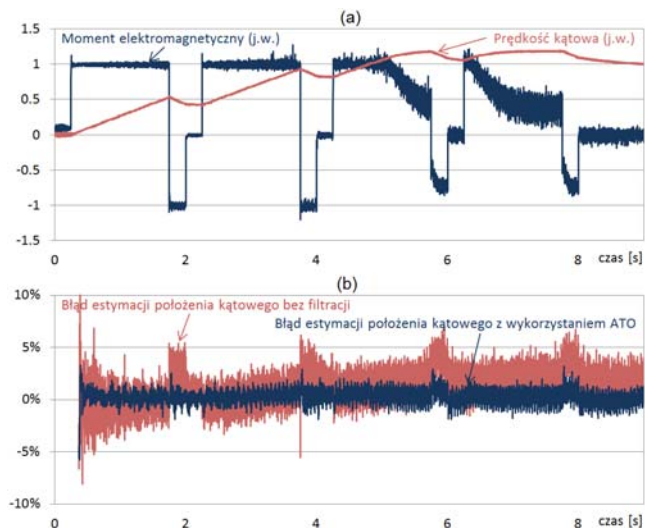 (a)
1.5
Moment elektromagnetyczny (j.w.)
Prędkość kątowa (j.w.)
1
0.5
0
-0.5
-1
-1.5
0
2
4
6
8
czas [s]
(b)
10%
Błąd estymacji położenia kątowego bez filtracji
Błąd estymacji położenia kątowego z wykorzystaniem ATO
5%
0%
-5%
-10%
0
2
4
6
8
czas [s]